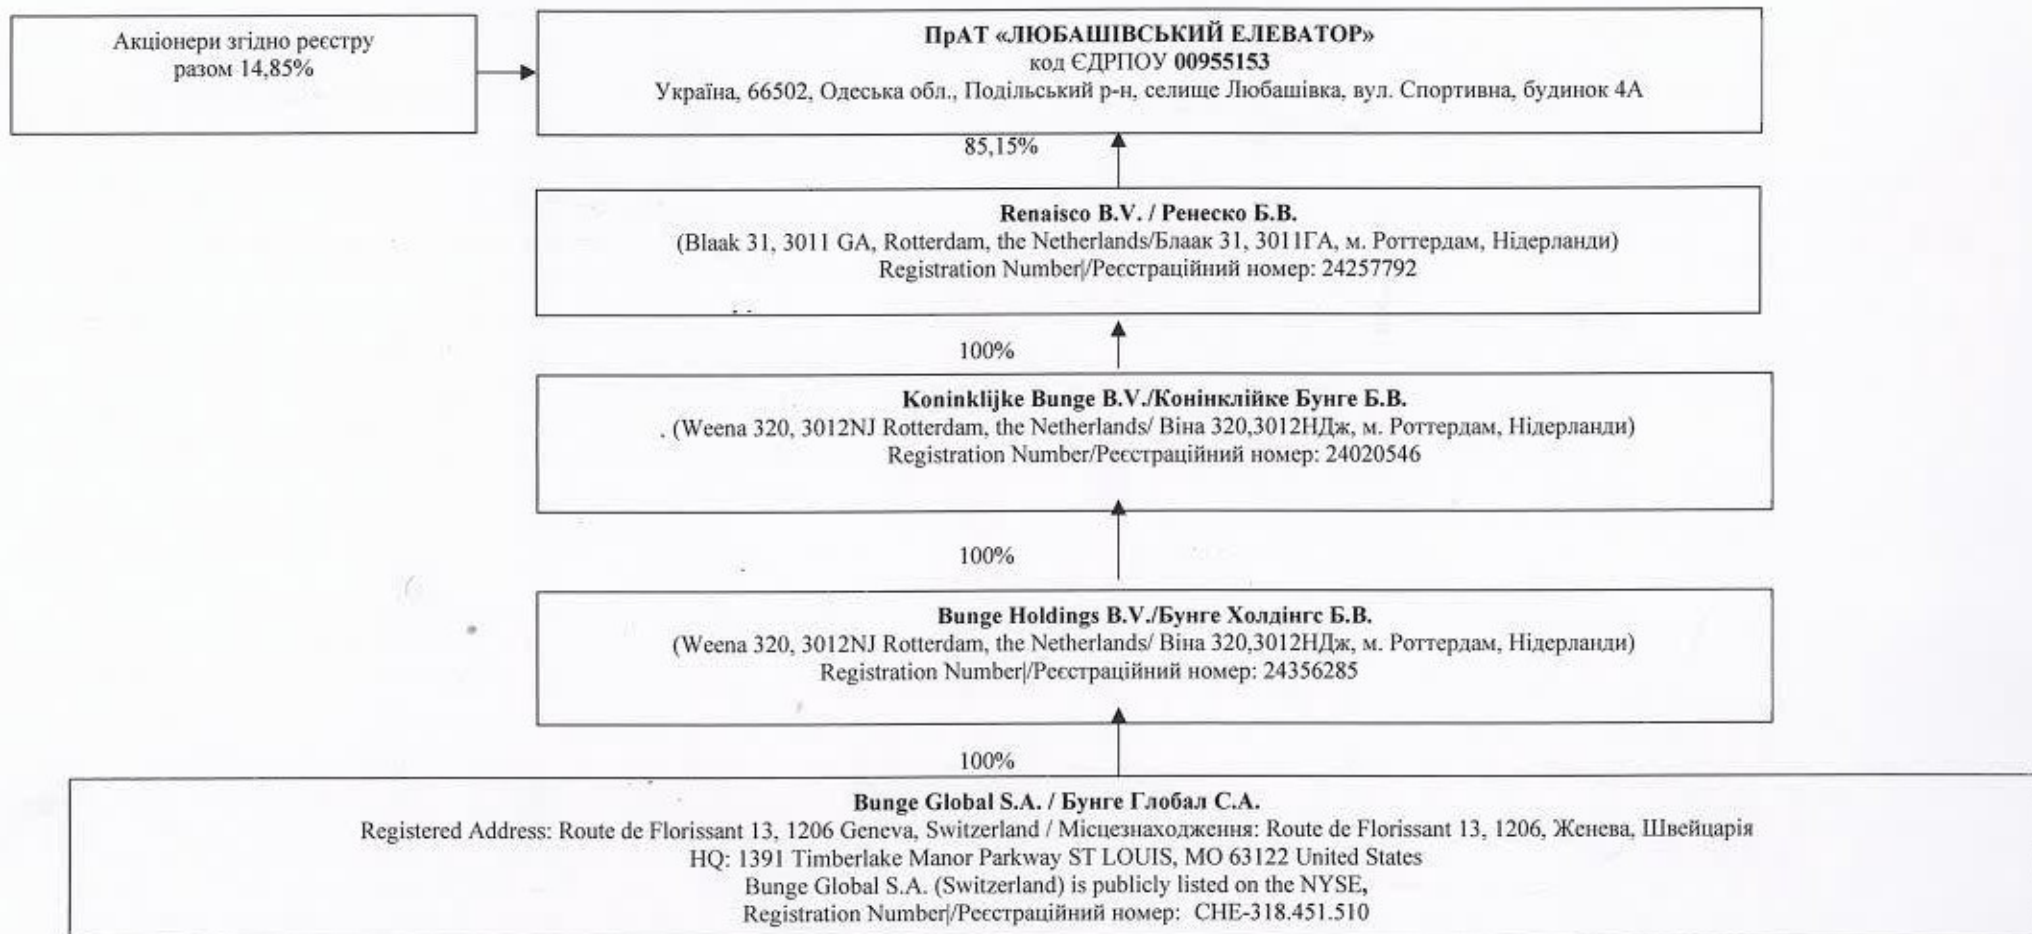 Акціонери згідно реєстру
разом 14,85%
ПрАТ «ЛЮБАШІВСЬКИЙ ЕЛЕВАТОР»
код ЄДРПОУ 00955153
Україна, 66502, Одеська обл., Подільський р-н, селище Любашівка, вул. Спортивна, будинок 4А
85,15%
Renaisco B.V. / Ренеско Б.В.
(Blaak 31, 3011 GA, Rotterdam, the Netherlands/Блаак 31, 3011ГА, м. Роттердам, Нідерланди)
Registration Number|/Реєстраційний номер: 24257792
100%
Koninklijke Bunge B.V./Конінклійке Бунге Б.В.
. (Weena 320, 3012NJ Rotterdam, the Netherlands/ Віна 320,3012НДж, м. Роттердам, Нідерланди)
Registration Number/Реєстраційний номер: 24020546
100%
Bunge Holdings B.V./Бунге Холдінгс Б.В.
(Weena 320, 3012NJ Rotterdam, the Netherlands/ Віна 320,3012НДж, м. Роттердам, Нідерланди)
Registration Number|/Реєстраційний номер: 24356285
100%
Bunge Global S.A. / Бунге Глобал С.А.
Registered Address: Route de Florissant 13, 1206 Geneva, Switzerland / Місцезнаходження: Route de Florissant 13, 1206, Женева, Швейцарія
HQ: 1391 Timberlake Manor Parkway ST LOUIS, MO 63122 United States
Bunge Global S.A. (Switzerland) is publicly listed on the NYSE,
Registration Number|/Реєстраційний номер: CHE-318.451.510